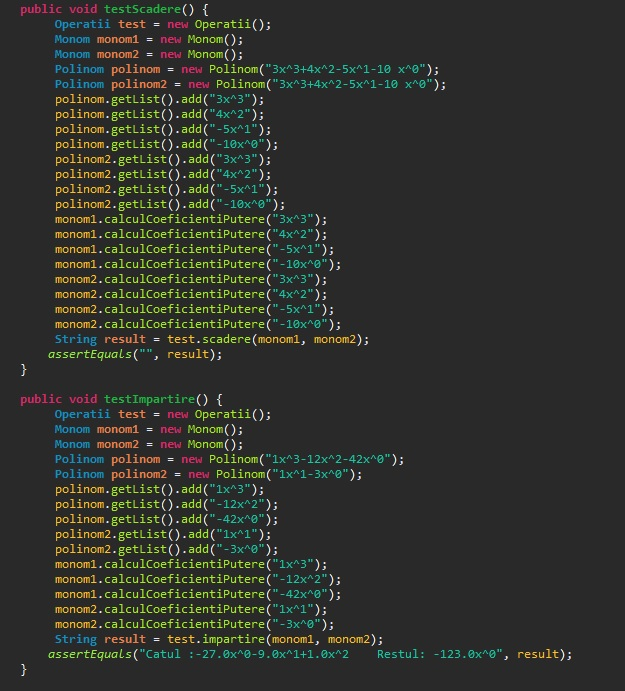 public void testScadere() {
Operatii test = new Operatii();
Monom monom1 = new Monom();
Monom monom2 = new Monom();
Polinom polinom = new Polinom("3x^3+4x^2-5x^1-10 x^0");
Polinom polinom2 = new Polinom("3x^3+4x^2-5x^1-10 x^0");
polinom.getList().add("3x^3");
polinom.getList().add("4x^2");
polinom.getList().add("-5x^1");
polinom.getList().add("-10x^0");
polinom2.getList().add("3x^3");
polinom2.getList().add("4x^2");
polinom2.getList().add("-5x^1");
polinom2.getList().add("-10x^0");
monom1.calculCoeficientiPutere("3x^3");
monom1.calculCoeficientiPutere("4x^2");
monom1.calculCoeficientiPutere("-5x^1");
monom1.calculCoeficientiPutere("-10x^0");
monom2.calculCoeficientiPutere("3x^3");
monom2.calculCoeficientiPutere("4x^2");
monom2.calculCoeficientiPutere("-5x^1");
monom2.calculCoeficientiPutere("-10x^0");
String result = test.scadere(monom1, monom2);
assertEquals("", result);
}
public void testImpartire() {
Operatii test = new Operatii();
Monom monom1 = new Monom();
Monom monom2 = new Monom();
Polinom polinom = new Polinom("1x^3-12x^2-42x^0");
Polinom polinom2 = new Polinom("1x^1-3x^0");
polinom.getList().add("1x^3");
polinom.getList().add("-12x^2");
polinom.getList().add("-42x^0");
polinom2.getList().add("1x^1");
polinom2.getList().add("-3x^0");
monom1.calculCoeficientiPutere("1x^3");
monom1.calculCoeficientiPutere("-12x^2");
monom1.calculCoeficientiPutere("-42x^0");
monom2.calculCoeficientiPutere("1x^1");
monom2.calculCoeficientiPutere("-3x^0");
String result = test.impartire(monom1, monom2);
assertEquals("Catul :-27.0x^0-9.0x^1+1.0x^2    Restul: -123.0x^0", result);
}